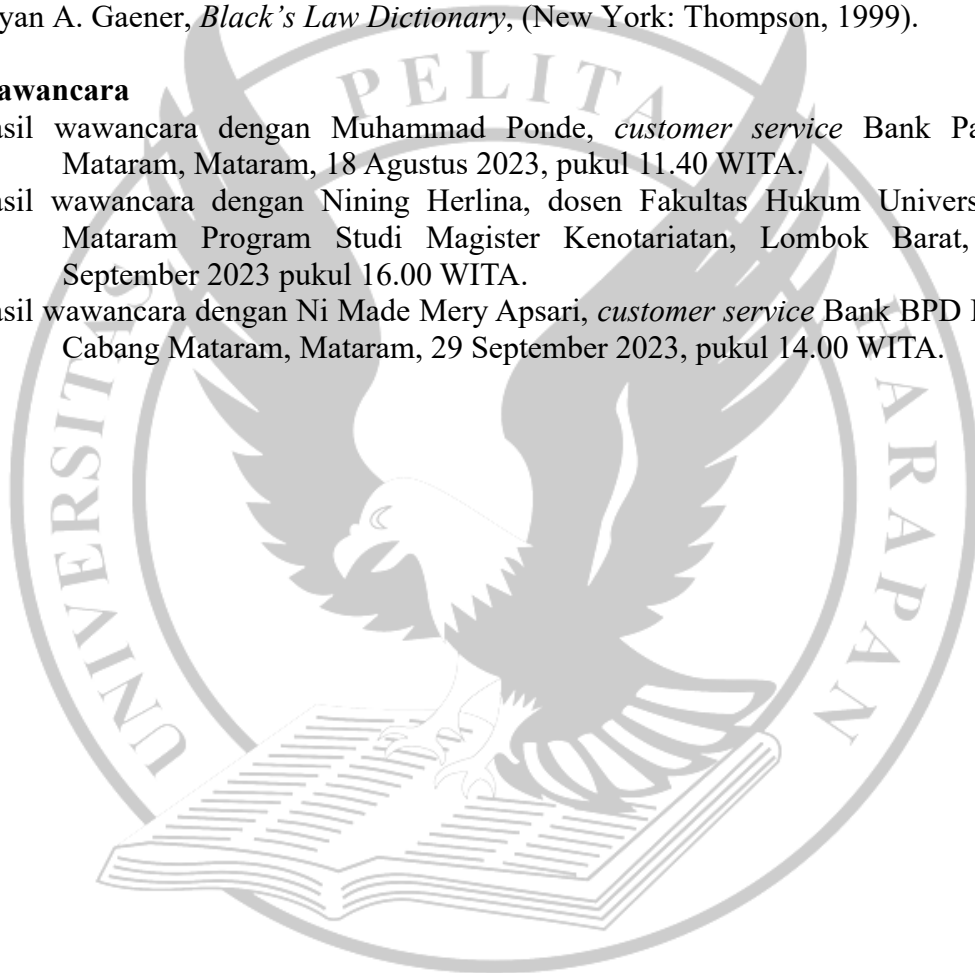 yan A. Gaener, Black’s Law Dictionary, (New York: Thompson, 1999).
awancara
asil wawancara dengan Muhammad Ponde, customer service Bank Pa
Mataram, Mataram, 18 Agustus 2023, pukul 11.40 WITA.
asil wawancara dengan Nining Herlina, dosen Fakultas Hukum Univers
Mataram Program Studi Magister Kenotariatan, Lombok Barat,
September 2023 pukul 16.00 WITA.
asil wawancara dengan Ni Made Mery Apsari, customer service Bank BPD
Cabang Mataram, Mataram, 29 September 2023, pukul 14.00 WITA.
UNIVERSITAS PELITA HARAPAN